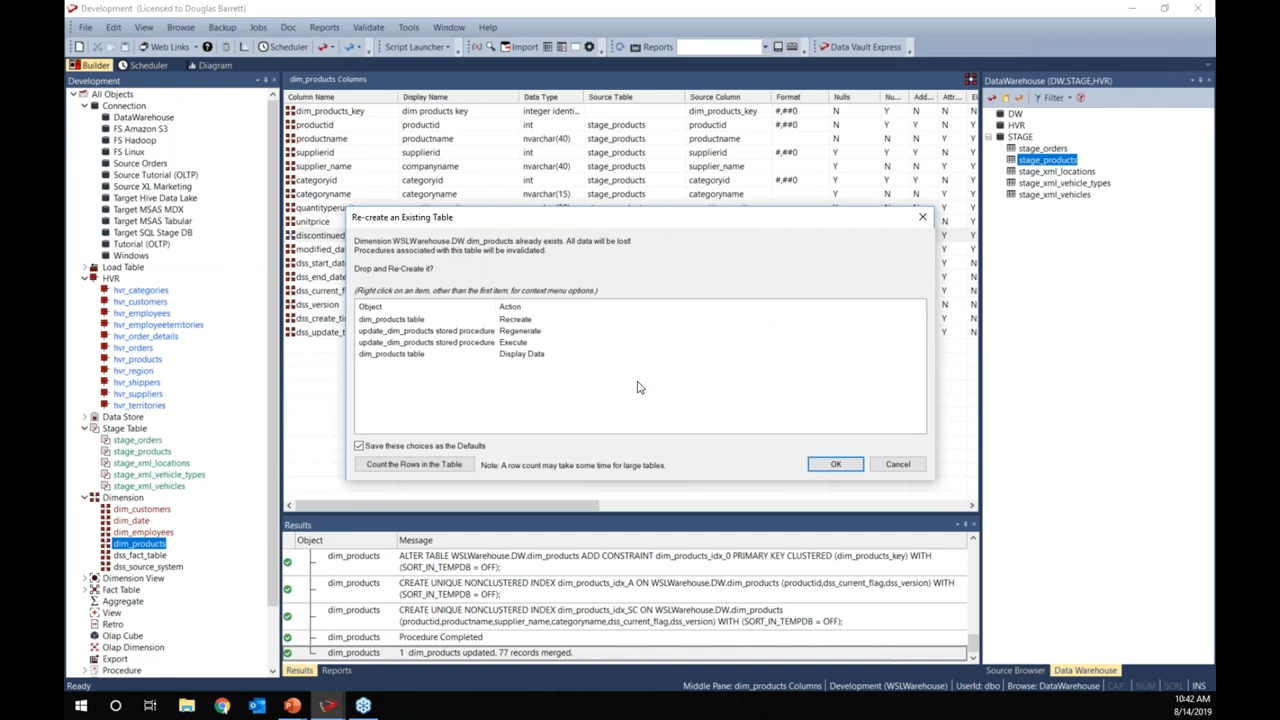 Development (Licensed to Douglas Barrett)
File Edit View Browse Backup Jobs Doc Reports Validate Tools Window Help
Web Links Scheduler Script Launcher Import Reports Data Vault Express
Builder Scheduler Diagram
Development
All Objects
Connection
DataWarehouse
FS Amazon S3
FS Hadoop
FS Linux
Source Orders
Source Tutorial (OLTP)
Source XL Marketing
Target Hive Data Lake
Target MSAS MDX
Target MSAS Tabular
Target SQL Stage DB
Tutorial (OLTP)
Windows
Load Table
HVR
hvr_categories
hvr_customers
hvr_employees
hvr_employeeterritories
hvr_order_details
hvr_orders
hvr_products
hvr_region
hvr_shippers
hvr_suppliers
hvr_territories
Data Store
Stage Table
stage_orders
stage_products
stage_xml_locations
stage_xml_vehicle_types
stage_xml_vehicles
Dimension
dim_customers
dim_date
dim_employees
dim_products
dss_fact_table
dss_source_system
Dimension View
Fact Table
Aggregate
View
Retro
Olap Cube
Olap Dimension
Export
Procedure
dim_products Columns
Column Name Display Name Data Type Source Table Source Column Format Nulls Nu... Add... Attr...
dim_products_key dim products key integer identi... dim_products_key #,##0 N Y N N
productid productid int stage_products productid #,##0 Y N N Y
productname productname nvarchar(40) stage_products productname Y N N Y
supplierid supplierid int stage_products supplierid #,##0 Y Y N Y
supplier_name companyname nvarchar(40) stage_products supplier_name Y N N Y
categoryid categoryid int stage_products categoryid #,##0 Y Y N Y
categoryname categoryname nvarchar(15) stage_products categoryname Y N N Y
unitprice
discontinued
dss_version
Re-create an Existing Table
Dimension WSLWarehouse.DW.dim_products already exists. All data will be lost!
Procedures associated with this table will be invalidated.
Drop and Re-Create it?
(Right click on an item, other than the first item, for context menu options.)
Object Action
dim_products table Recreate
update_dim_products stored procedure Regenerate
update_dim_products stored procedure Execute
dim_products table Display Data
Save these choices as the Defaults
Count the Rows in the Table Note: A row count may take some time for large tables. OK Cancel
Results
Object Message
dim_products ALTER TABLE WSLWarehouse.DW.dim_products ADD CONSTRAINT dim_products_idx_0 PRIMARY KEY CLUSTERED (dim_products_key) WITH
(SORT_IN_TEMPDB = OFF);
dim_products CREATE UNIQUE NONCLUSTERED INDEX dim_products_idx_A ON WSLWarehouse.DW.dim_products (productid,dss_current_flag,dss_version) WITH
(SORT_IN_TEMPDB = OFF);
dim_products CREATE UNIQUE NONCLUSTERED INDEX dim_products_idx_SC ON WSLWarehouse.DW.dim_products
(productid,productname,supplier_name,categoryname,dss_current_flag,dss_version) WITH (SORT_IN_TEMPDB = OFF);
dim_products Procedure Completed
dim_products 1 dim_products updated. 77 records merged.
Results Reports
DataWarehouse (DW,STAGE,HVR)
Filter
DW
HVR
STAGE
stage_orders
stage_products
stage_xml_locations
stage_xml_vehicle_types
stage_xml_vehicles
Source Browser Data Warehouse
Ready Middle Pane: dim_products Columns Development (WSLWarehouse) UserId: dbo Browse: DataWarehouse CAP NUM SCRL INS
10:42 AM
8/14/2019